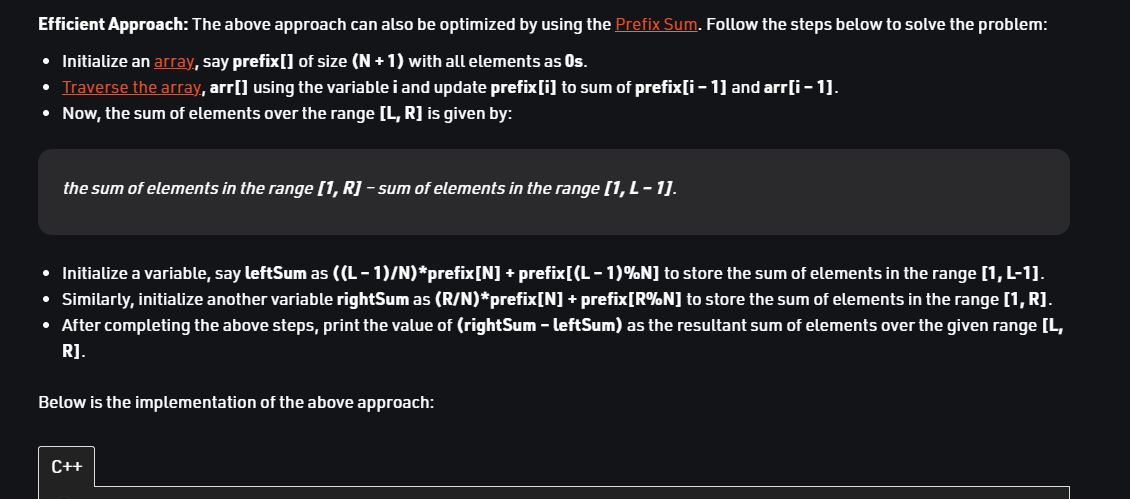 Efficient Approach: The above approach can also be optimized by using the Prefix Sum. Follow the steps below to solve the problem:
• Initialize an array, say prefix[] of size (N + 1) with all elements as 0s.
• Traverse the array, arr[] using the variable i and update prefix[i] to sum of prefix[i – 1] and arr[i – 1].
• Now, the sum of elements over the range [L, R] is given by:
the sum of elements in the range [1, R] – sum of elements in the range [1, L – 1].
• Initialize a variable, say leftSum as ((L – 1)/N)*prefix[N] + prefix[(L – 1)%N] to store the sum of elements in the range [1, L-1].
• Similarly, initialize another variable rightSum as (R/N)*prefix[N] + prefix[R%N] to store the sum of elements in the range [1, R].
• After completing the above steps, print the value of (rightSum – leftSum) as the resultant sum of elements over the given range [L,
R].
Below is the implementation of the above approach:
C++